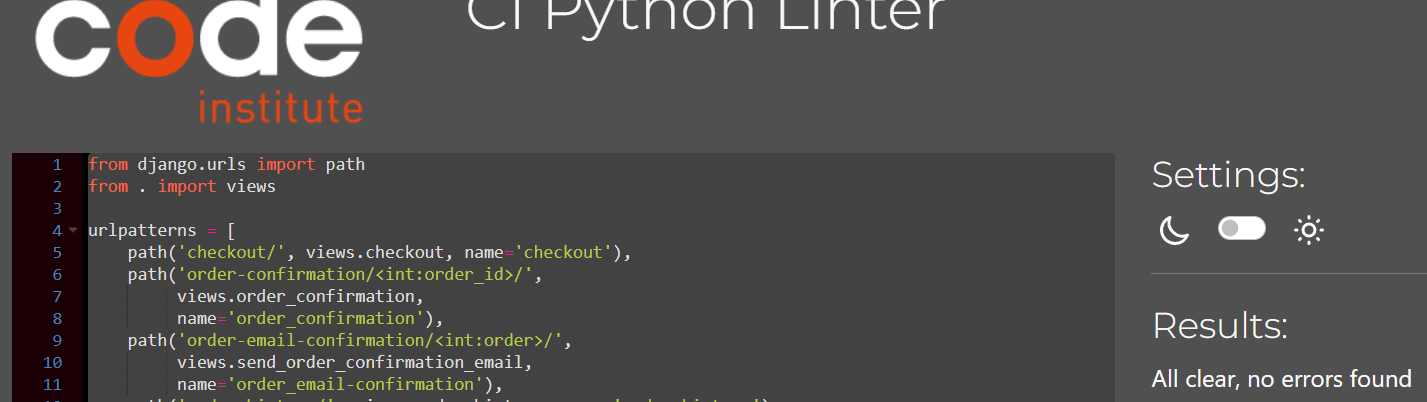 code
institute
CI Python Linter
1 from django.urls import path
2 from . import views
3
4 urlpatterns = [
5 path('checkout/', views.checkout, name='checkout'),
6 path('order-confirmation/<int:order_id>/',
7 views.order_confirmation,
8 name='order_confirmation'),
9 path('order-email-confirmation/<int:order>/',
10 views.send_order_confirmation_email,
11 name='order_email-confirmation'),
Settings:
Results:
All clear, no errors found